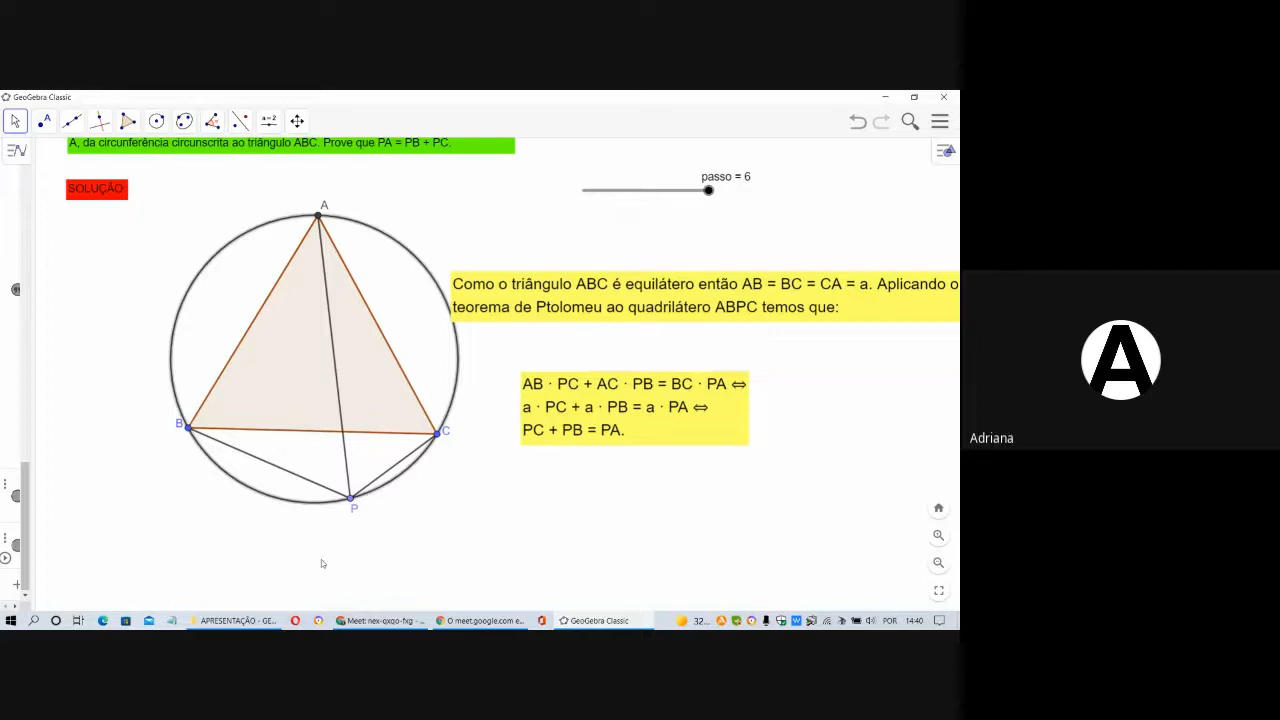 GeoGebra Classic
a=2
A, da circunferência circunscrita ao triângulo ABC. Prove que PA = PB + PC.
SOLUÇÃO:
passo = 6
A
Como o triângulo ABC é equilátero então AB = BC = CA = a. Aplicando o
teorema de Ptolomeu ao quadrilátero ABPC temos que:
AB · PC + AC · PB = BC · PA ⇔
a · PC + a · PB = a · PA ⇔
PC + PB = PA.
B
C
P
A
Adriana
APRESENTAÇÃO - GE...
Meet: nex-qxqo-fxg - ...
O meet.google.com e...
GeoGebra Classic
32...
POR
14:40